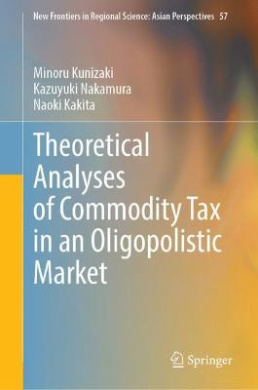 New Frontiers in Regional Science: Asian Perspectives 57
Minoru Kunizaki
Kazuyuki Nakamura
Naoki Kakita
Theoretical
Analyses
of Commodity Tax
in an Oligopolistic
Market
Springer